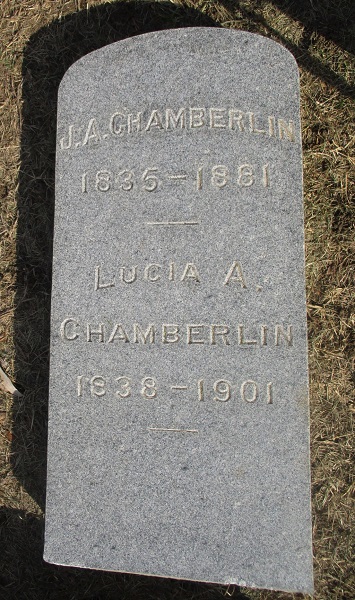 J.A. CHAMBERLIN
1835-1881
LUCIA A.
CHAMBERLIN
1838-1901